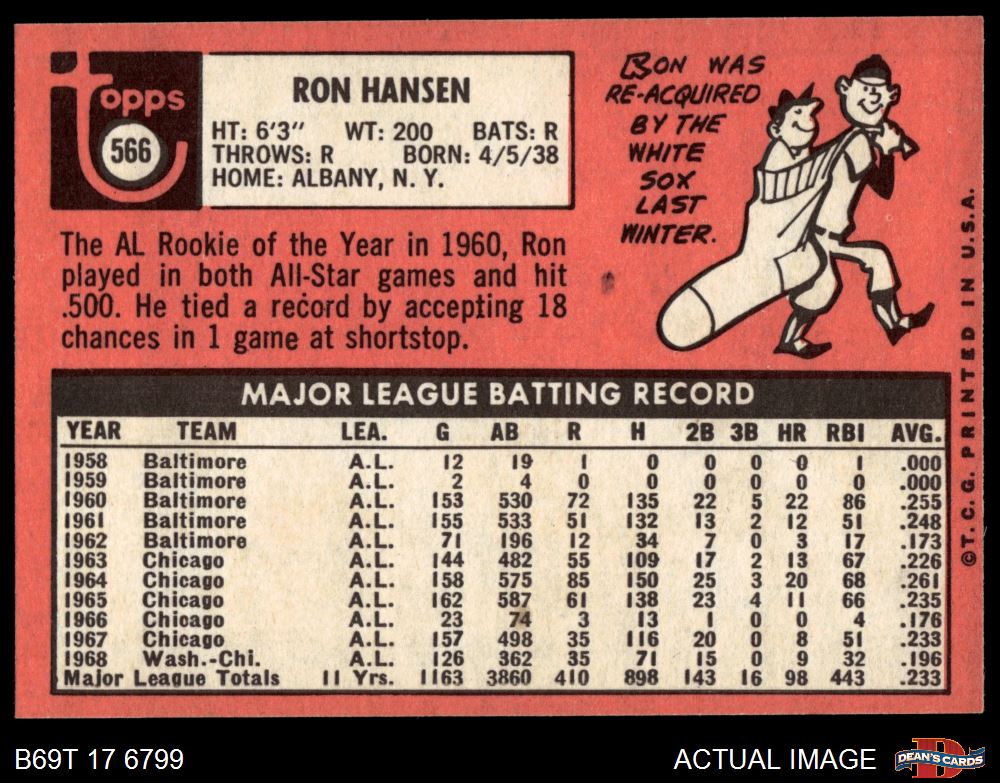 Topps
566
RON HANSEN
HT: 6'3" WT: 200 BATS: R
THROWS: R BORN: 4/5/38
HOME: ALBANY, N. Y.
The AL Rookie of the Year in 1960, Ron
played in both All-Star games and hit
.500. He tied a record by accepting 18
chances in 1 game at shortstop.
RON WAS
RE-ACQUIRED
BY THE
WHITE
SOX
LAST
WINTER.
MAJOR LEAGUE BATTING RECORD
YEAR TEAM LEA. G AB R H 2B 3B HR RBI AVG.
1958 Baltimore A.L. 12 19 1 0 0 0 0 1 .000
1959 Baltimore A.L. 2 4 0 0 0 0 0 0 .000
1960 Baltimore A.L. 153 530 72 135 22 5 22 86 .255
1961 Baltimore A.L. 155 533 51 132 13 2 12 51 .248
1962 Baltimore A.L. 71 196 12 34 7 0 3 17 .173
1963 Chicago A.L. 144 482 55 109 17 2 13 67 .226
1964 Chicago A.L. 158 575 85 150 25 3 20 68 .261
1965 Chicago A.L. 162 587 61 138 23 4 11 66 .235
1966 Chicago A.L. 23 74 3 13 1 0 0 4 .176
1967 Chicago A.L. 157 498 35 116 20 0 8 51 .233
1968 Wash.-Chi. A.L. 126 362 35 71 15 0 9 32 .196
Major League Totals 11 Yrs. 1163 3860 410 898 143 16 98 443 .233
©T. C. G. PRINTED IN U.S.A.
B69T 17 6799
ACTUAL IMAGE
D
DEAN'S CARDS